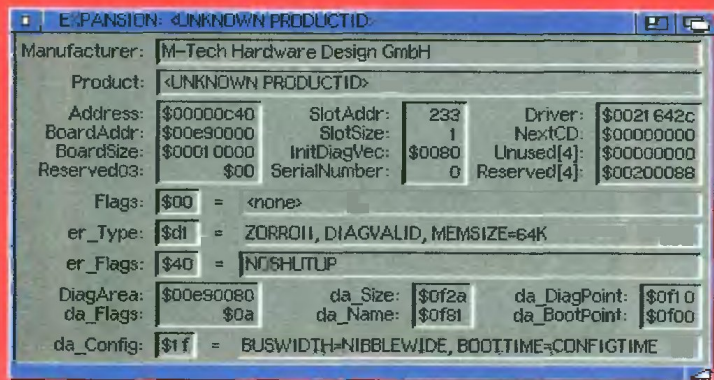 EXPANSION: <UNKNOWN PRODUCTID>
Manufacturer: M-Tech Hardware Design GmbH
Product: <UNKNOWN PRODUCTID>
Address: $00000c40 SlotAddr: 233 Driver: $0021642c
BoardAddr: $00e90000 SlotSize: 1 NextCD: $00000000
BoardSize: $00010000 InitDiagVec: $0080 Unused[4]: $00000000
Reserved03: $00 SerialNumber: 0 Reserved[4]: $00200088
Flags: $00 = <none>
er_Type: $d1 = ZORROII, DIAGVALID, MEMSIZE=64K
er_Flags: $40 = NOSHUTUP
DiagArea: $00e90080 da_Size: $0f2a da_DiagPoint: $0f10
da_Flags: $0a da_Name: $0f81 da_BootPoint: $0f00
da_Config: $1f = BUSWIDTH=NIBBLEWIDE, BOOTTIME=CONFIGTIME